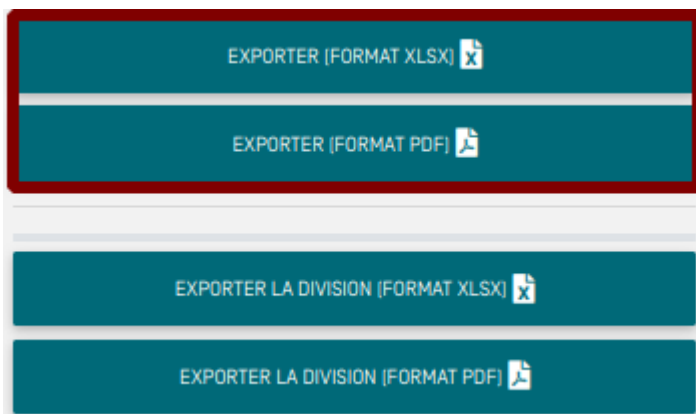 EXPORTER (FORMAT XLSX)
EXPORTER (FORMAT PDF)
EXPORTER LA DIVISION (FORMAT XLSX)
EXPORTER LA DIVISION (FORMAT PDF)